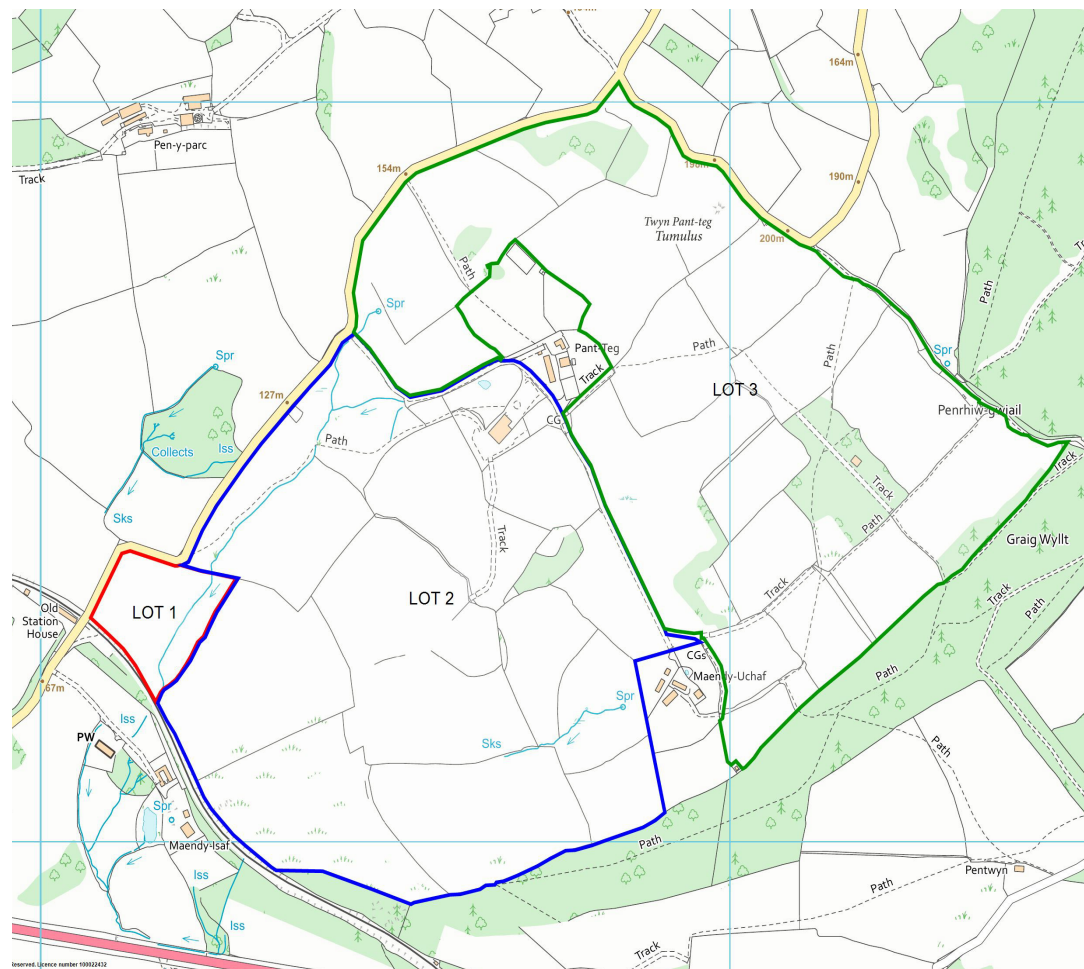 164m
Pen-y-parc
Track
154m
190m
190m
Path
Twyn Pant-teg
Tumulus
200m
Path
Track
Spr
Path
Pant-Teg
Path
Path
Spr
Spr
Track
LOT 3
127m
Penrhiw-gwiail
CG
Path
Collects
Iss
Track
Track
Sks
Path
Track
Graig Wyllt
LOT 2
Track
Track
Old
Station
House
LOT 1
Path
CGs
Maendy-Uchaf
Path
67m
Spr
Iss
PW
Sks
Path
Spr
Maendy-Isaf
Path
Pentwyn
Iss
Path
Iss
Track
Reserved. Licence number 100022432